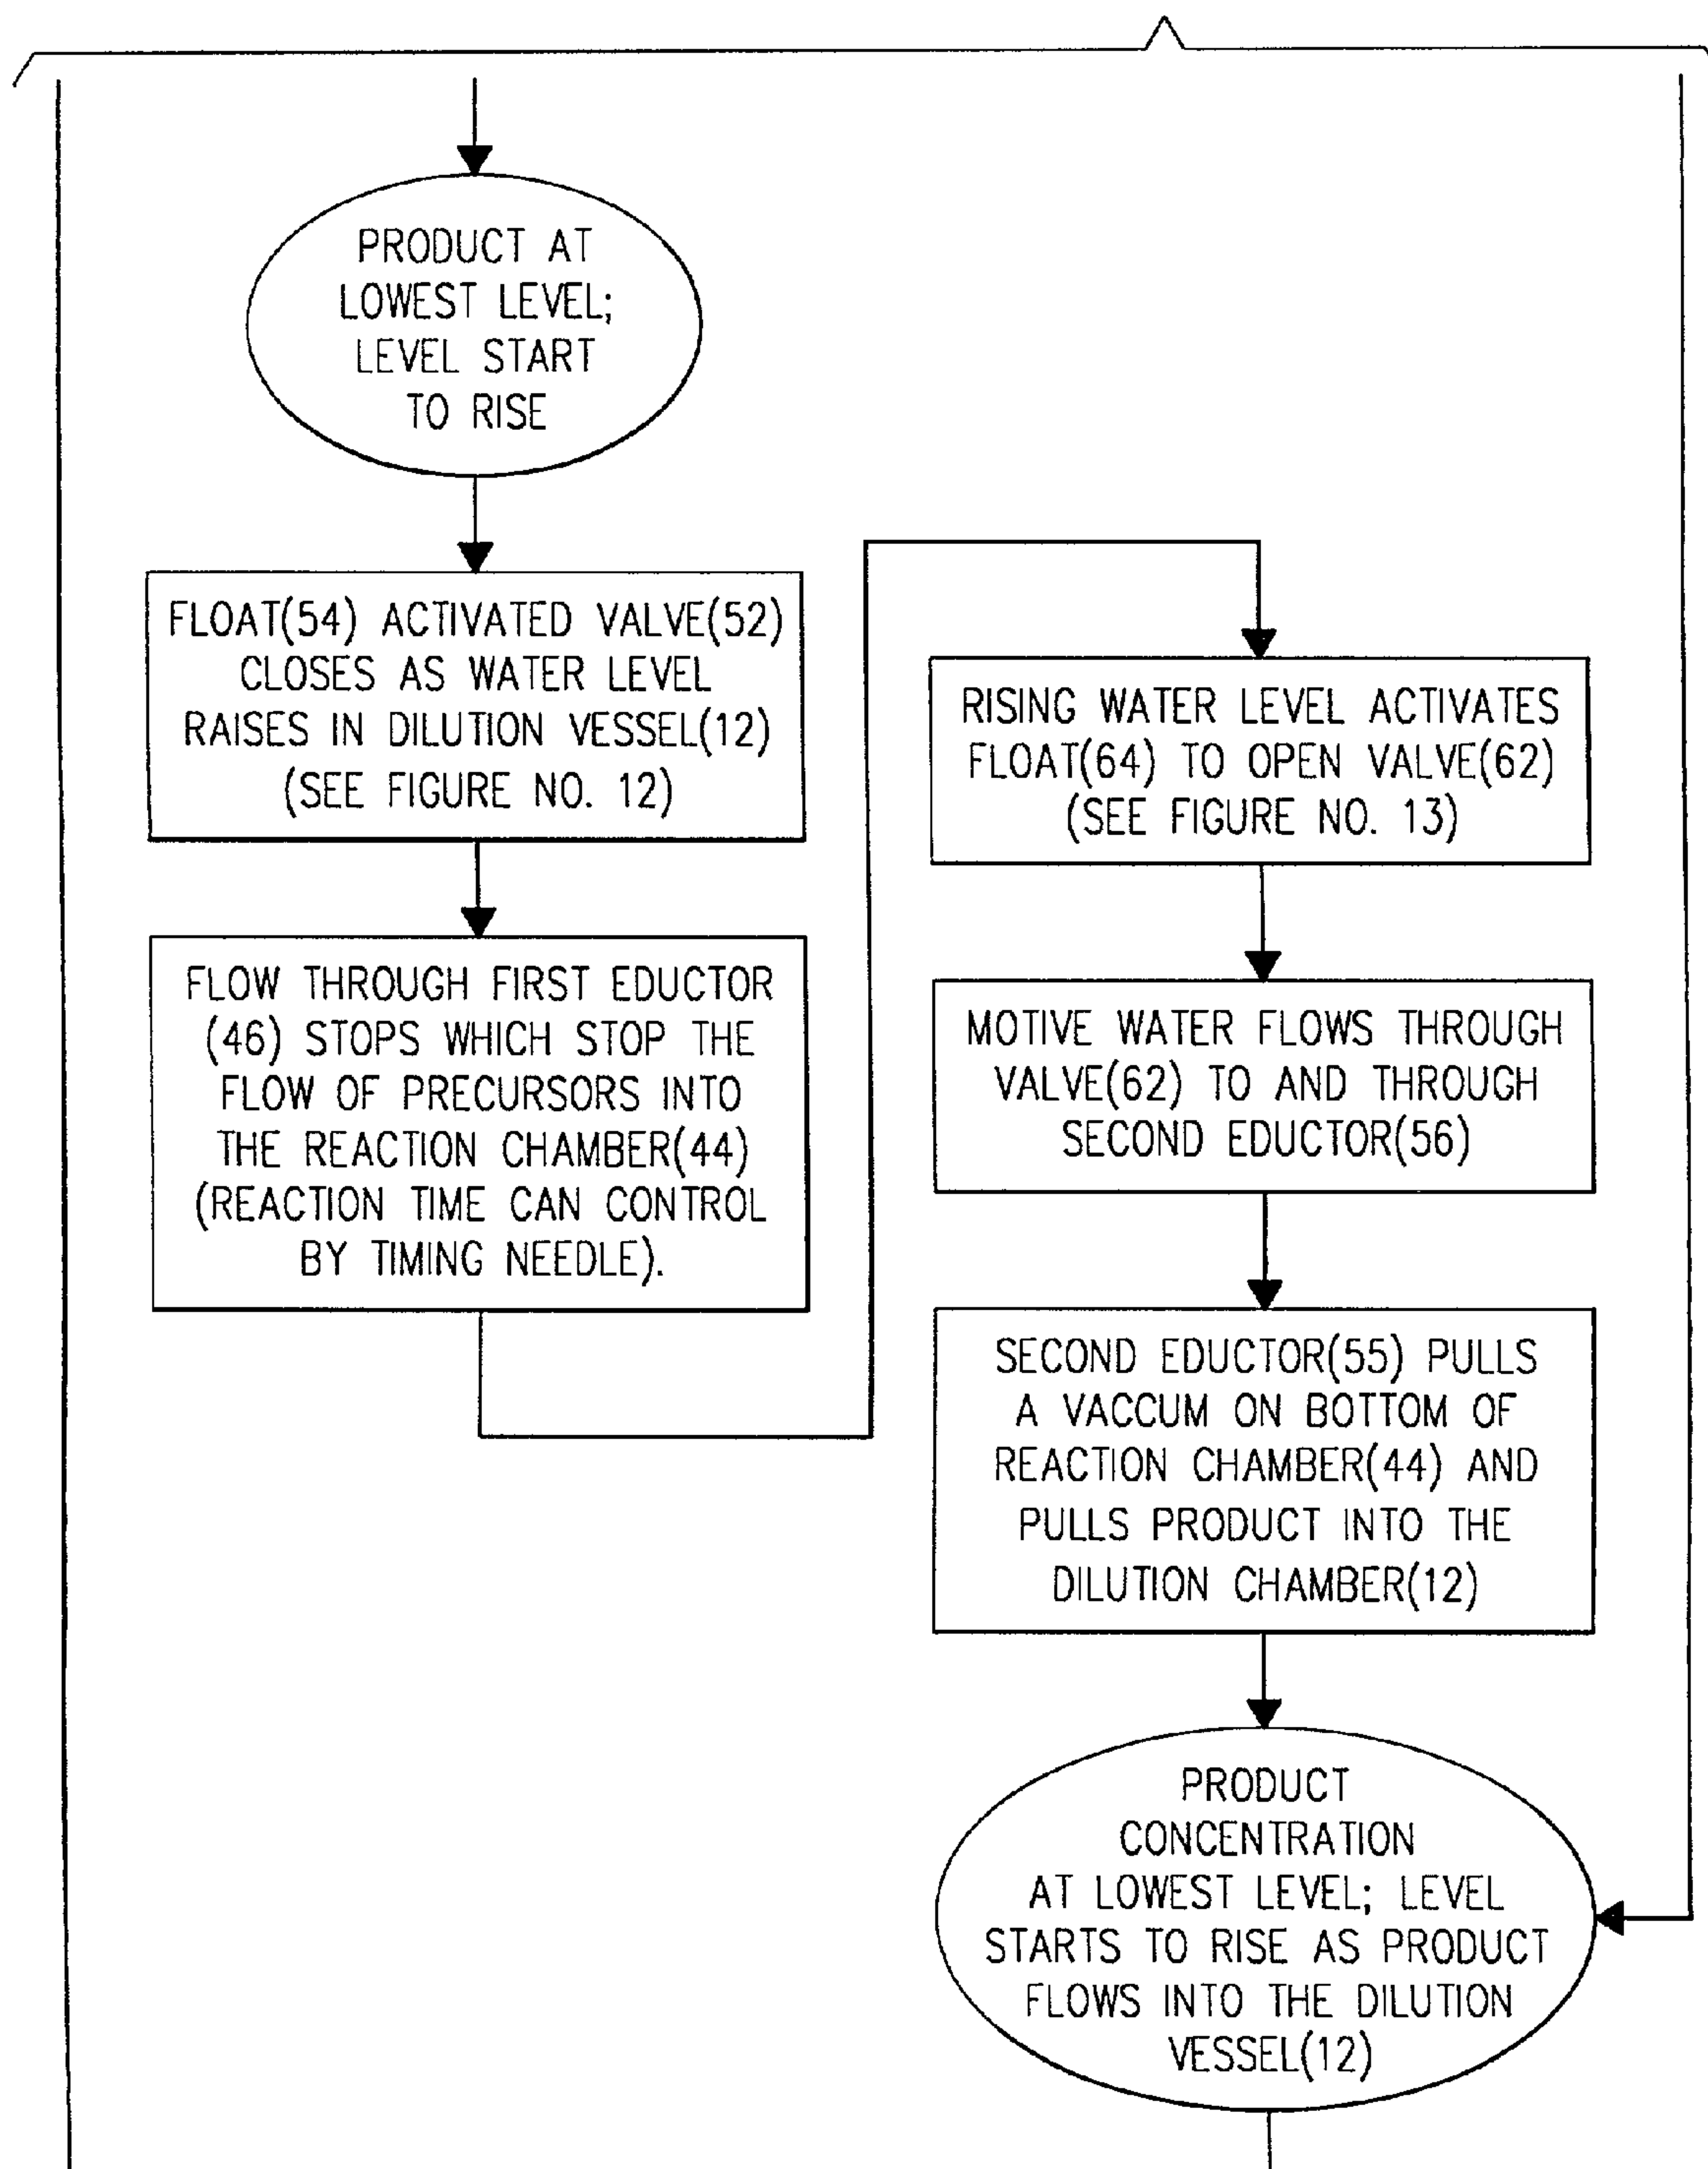 PRODUCT AT
LOWEST LEVEL;
LEVEL START
TO RISE
FLOAT(54) ACTIVATED VALVE(52)
CLOSES AS WATER LEVEL
RAISES IN DILUTION VESSEL(12)
(SEE FIGURE NO. 12)
FLOW THROUGH FIRST EDUCTOR
(46) STOPS WHICH STOP THE
FLOW OF PRECURSORS INTO
THE REACTION CHAMBER(44)
(REACTION TIME CAN CONTROL
BY TIMING NEEDLE).
RISING WATER LEVEL ACTIVATES
FLOAT(64) TO OPEN VALVE(62)
(SEE FIGURE NO. 13)
MOTIVE WATER FLOWS THROUGH
VALVE(62) TO AND THROUGH
SECOND EDUCTOR(56)
SECOND EDUCTOR(55) PULLS
A VACCUM ON BOTTOM OF
REACTION CHAMBER(44) AND
PULLS PRODUCT INTO THE
DILUTION CHAMBER(12)
PRODUCT
CONCENTRATION
AT LOWEST LEVEL; LEVEL
STARTS TO RISE AS PRODUCT
FLOWS INTO THE DILUTION
VESSEL(12)